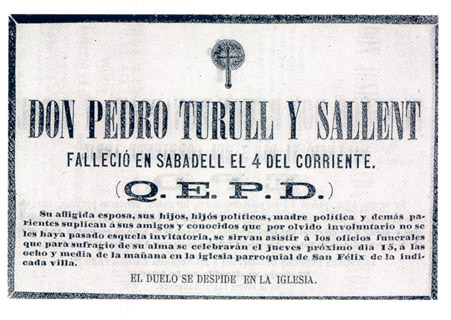 DON PEDRO TURULL Y SALLENT
FALLECIÓ EN SABADELL EL 4 DEL CORRIENTE.
(Q. E. P. D.)
Su afligida esposa, sus hijos, hijos políticos, madre política y demás pa-
rientes suplican á sus amigos y conocidos que por olvido involuntario no se
les haya pasado esquela invitatoria, se sirvan asistir á los oficios funerales
que para sufragio de su alma se celebrarán el jueves próximo dia 15, á las
ocho y media de la mañana en la iglesia parroquial de San Félix de la indi-
cada villa.
EL DUELO SE DESPIDE EN LA IGLESIA.